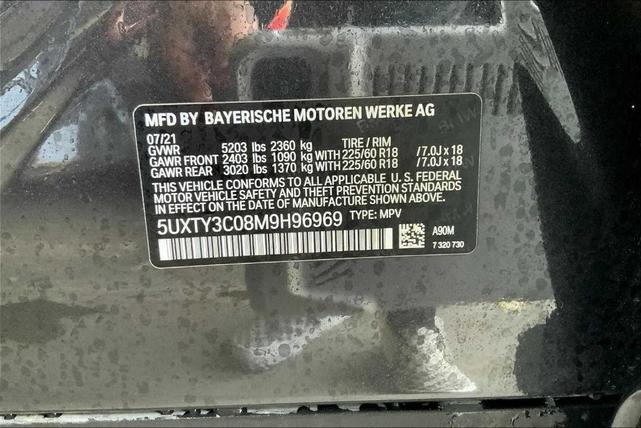 MFD BY BAYERISCHE MOTOREN WERKE AG
07/21 TIRE / RIM
GVWR 5203 lbs 2360 kg
GAWR FRONT 2403 lbs 1090 kg WITH 225/60 R18 /7.0J x 18
GAWR REAR 3020 lbs 1370 kg WITH 225/60 R18 /7.0J x 18
THIS VEHICLE CONFORMS TO ALL APPLICABLE U. S. FEDERAL
MOTOR VEHICLE SAFETY AND THEFT PREVENTION STANDARDS
IN EFFECT ON THE DATE OF MANUFACTURE SHOWN ABOVE.
5UXTY3C08M9H96969 TYPE: MPV
A90M
7 320 730